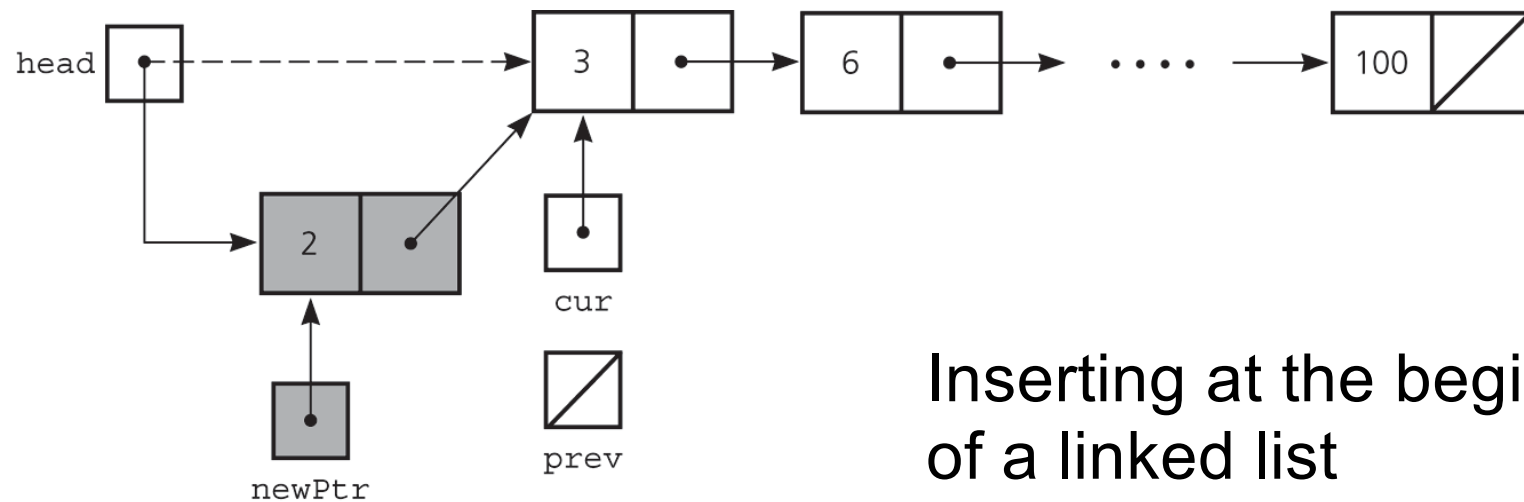 head 3 6 100
2
cur
prev
newPtr
Inserting at the begi
of a linked list